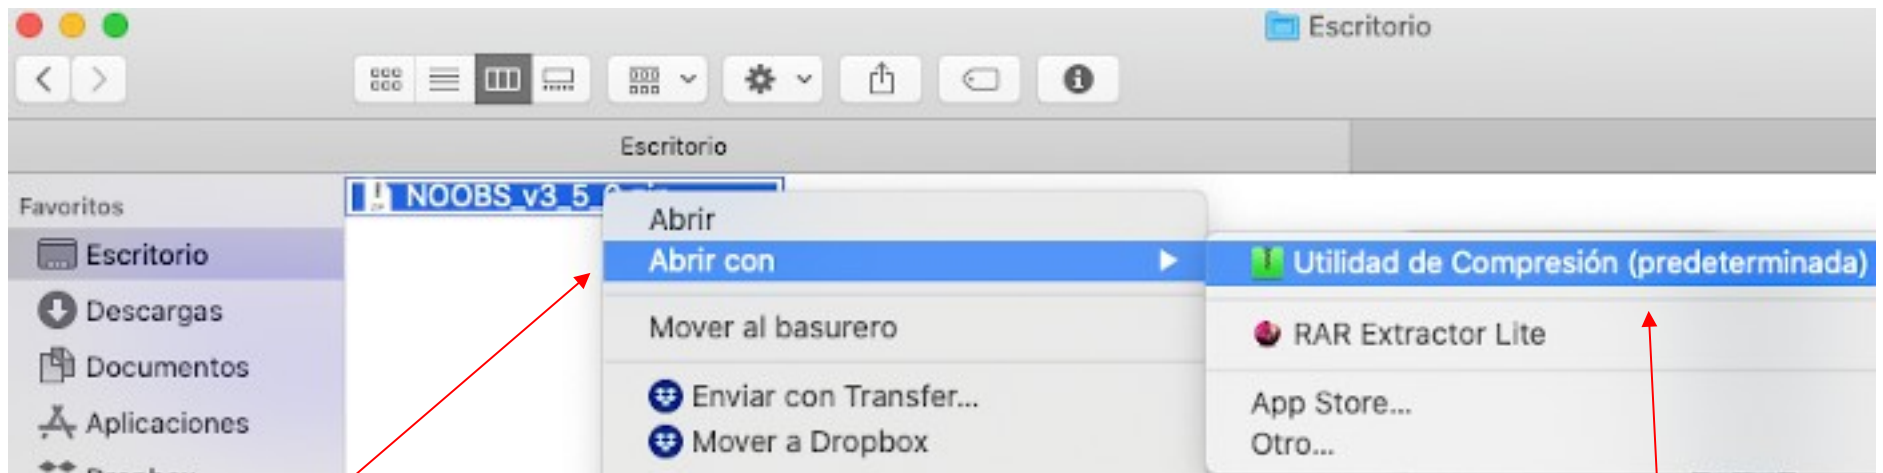 Escritorio
Escritorio
Favoritos
NOOBS_v3_5_
Escritorio
Descargas
Documentos
Aplicaciones
Abrir
Abrir con
Mover al basurero
Enviar con Transfer...
Mover a Dropbox
Utilidad de Compresión (predeterminada)
RAR Extractor Lite
App Store...
Otro...